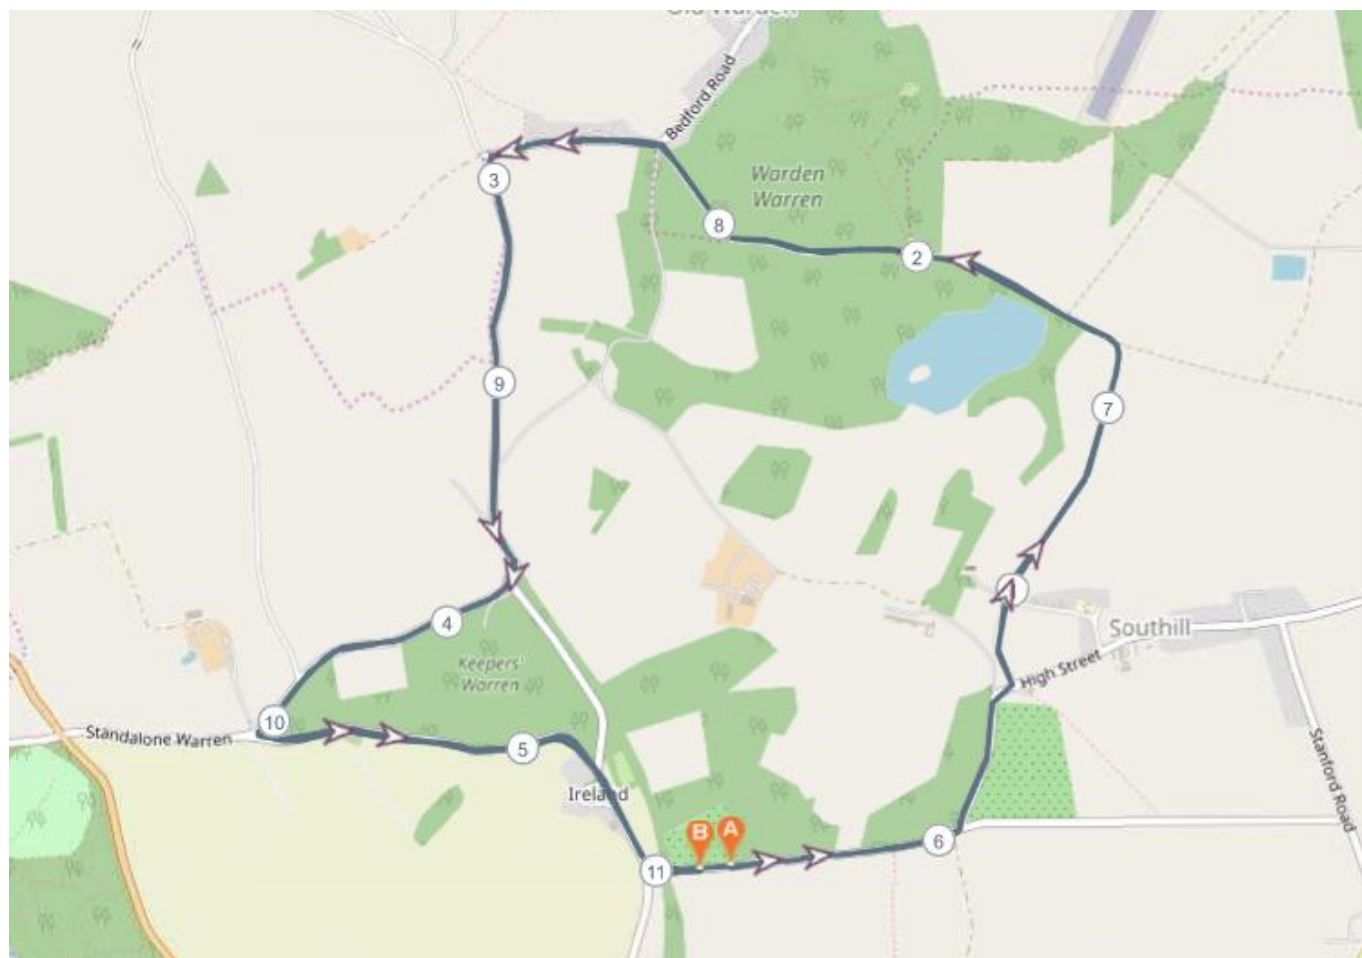 Old Warden
Bedford Road
3
Warden
Warren
8
2
9
7
4
Southill
High Street
Keepers'
Warren
10
Standalone Warren
5
Ireland
Stanford Road
B
A
6
11